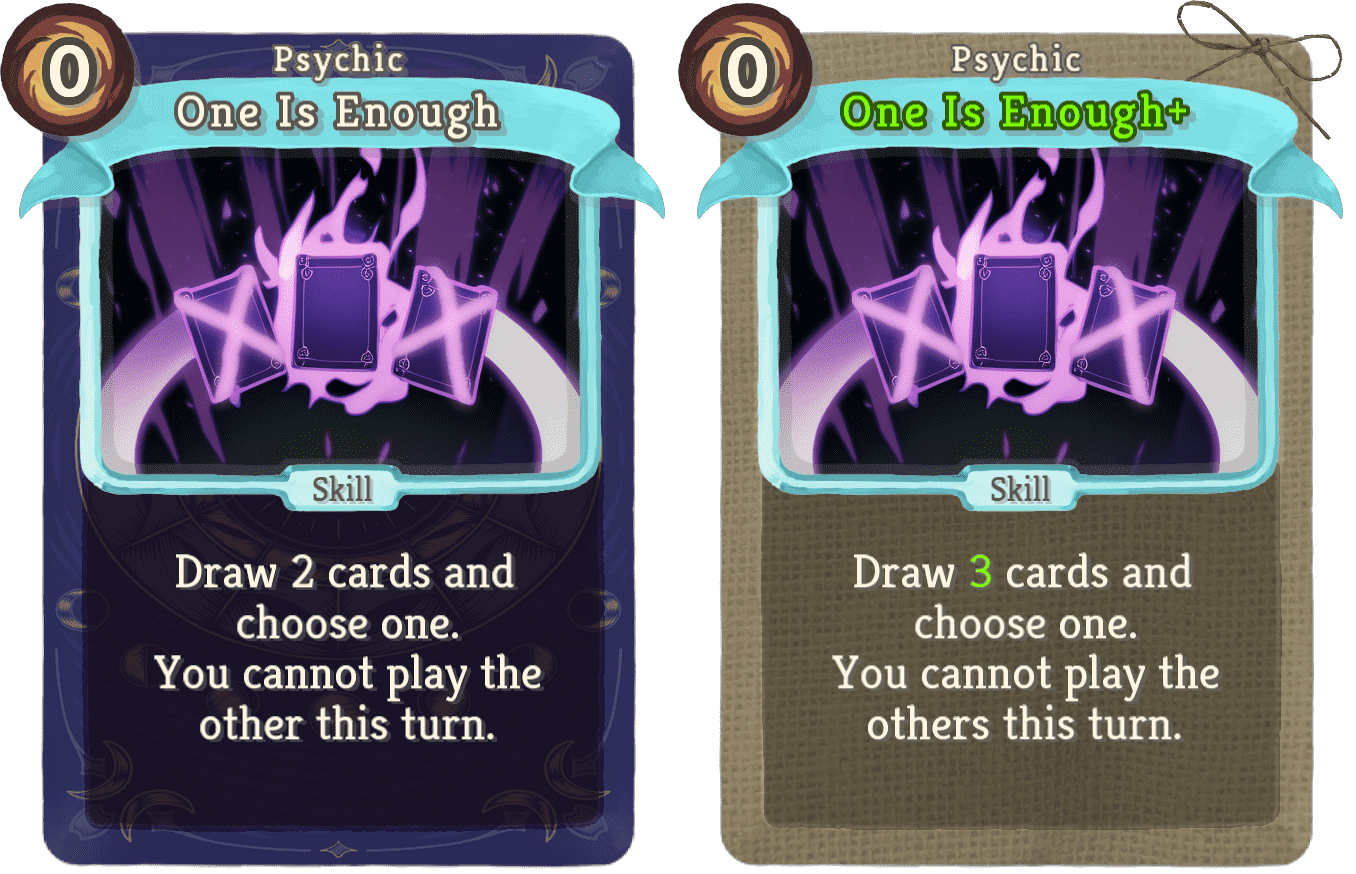 0
Psychic
One Is Enough
Skill
Draw 2 cards and
choose one.
You cannot play the
other this turn.
0
Psychic
One Is Enough+
Skill
Draw 3 cards and
choose one.
You cannot play the
others this turn.